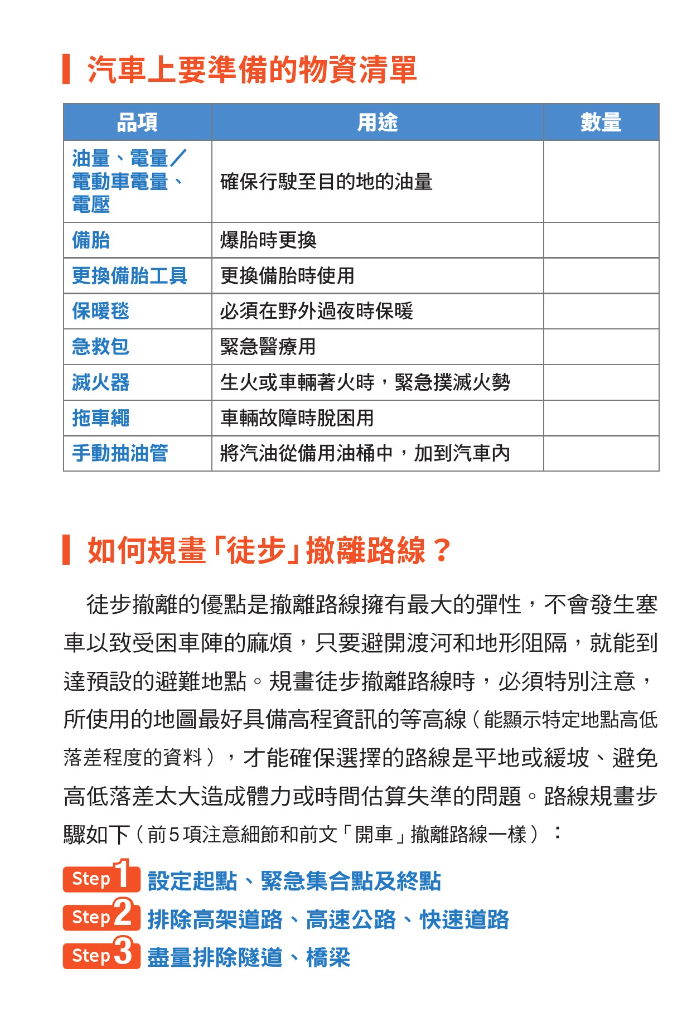 汽車上要準備的物資清單
品項 用途 數量
油量、電量／
電動車電量、
電壓
確保行駛至目的地的油量
備胎 爆胎時更換
更換備胎工具 更換備胎時使用
保暖毯 必須在野外過夜時保暖
急救包 緊急醫療用
滅火器 生火或車輛著火時，緊急撲滅火勢
拖車繩 車輛故障時脫困用
手動抽油管 將汽油從備用油桶中，加到汽車內
如何規畫「徒步」撤離路線？
徒步撤離的優點是撤離路線擁有最大的彈性，不會發生塞
車以致受困車陣的麻煩，只要避開渡河和地形阻隔，就能到
達預設的避難地點。規畫徒步撤離路線時，必須特別注意，
所使用的地圖最好具備高程資訊的等高線（能顯示特定地點高低
落差程度的資料），才能確保選擇的路線是平地或緩坡、避免
高低落差太大造成體力或時間估算失準的問題。路線規畫步
驟如下（前5項注意細節和前文「開車」撤離路線一樣）：
Step1 設定起點、緊急集合點及終點
Step2 排除高架道路、高速公路、快速道路
Step3 盡量排除隧道、橋梁